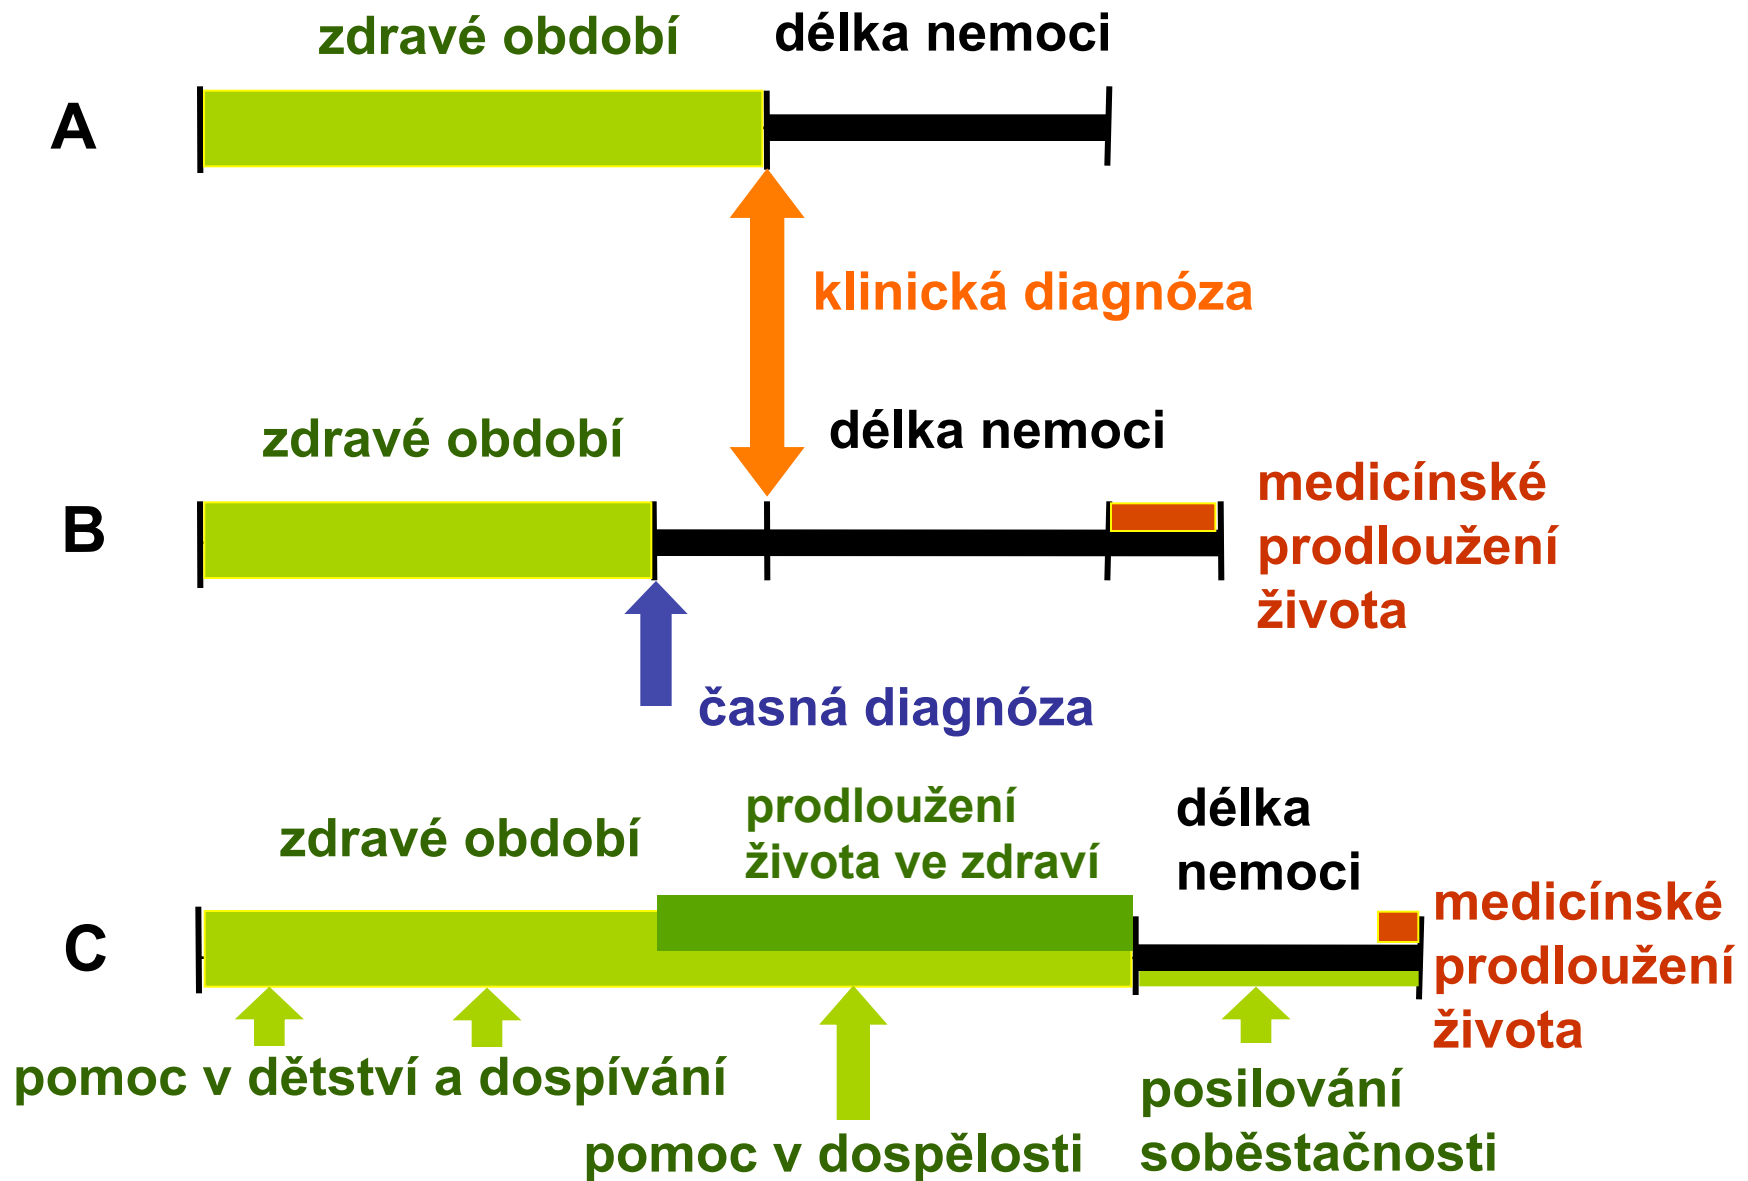 zdravé období
délka nemoci
A
klinická diagnóza
zdravé období
délka nemoci
B
medicínské
prodloužení
života
časná diagnóza
zdravé období
prodloužení
života ve zdraví
délka
nemoci
C
medicínské
prodloužení
života
pomoc v dětství a dospívání
pomoc v dospělosti
posilování
soběstačnosti